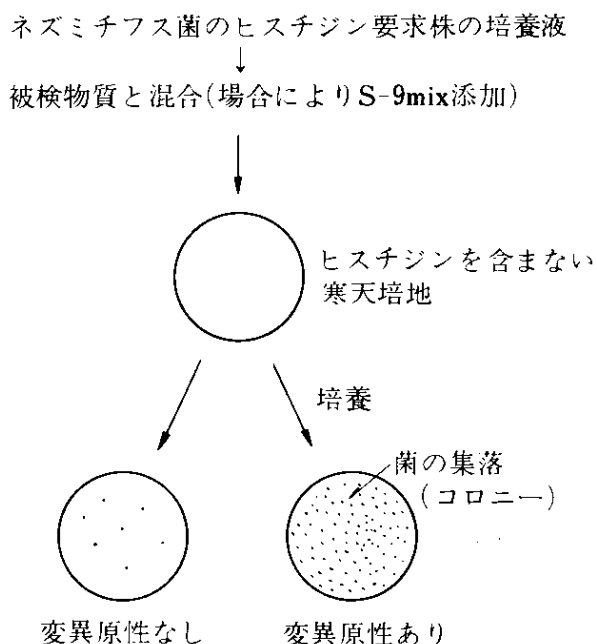 ネズミチフス菌のヒスチジン要求株の培養液
被検物質と混合(場合によりS-9mix添加)
ヒスチジンを含まない
寒天培地
培養
菌の集落
(コロニー)
変異原性なし
変異原性あり